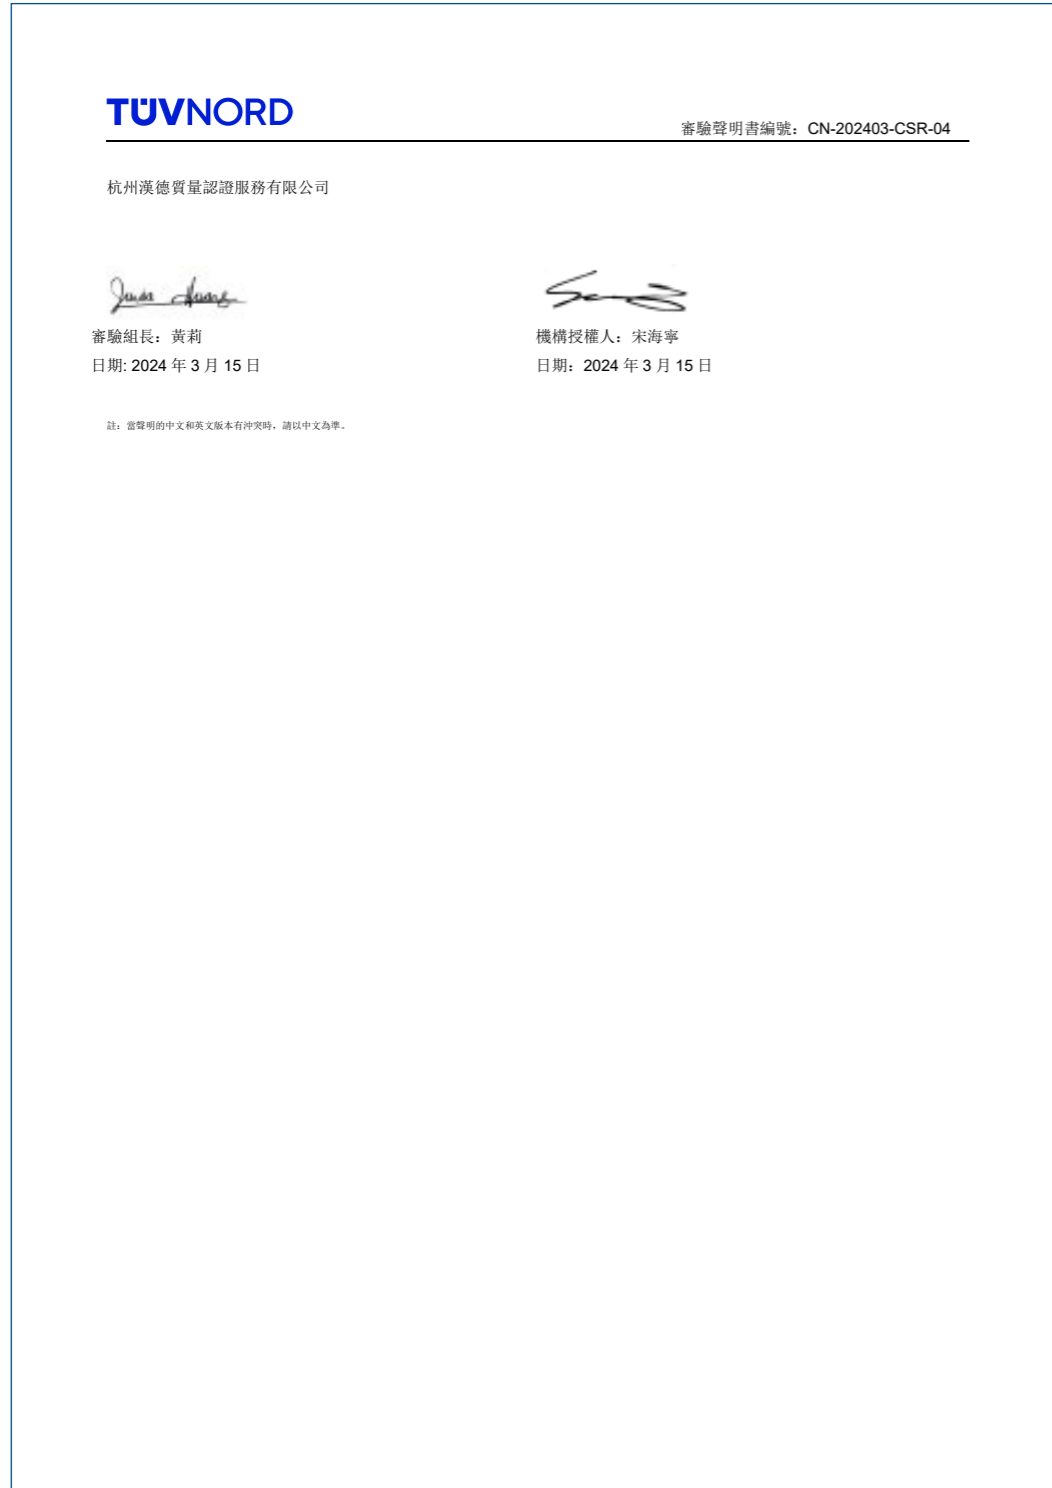 TÜVNORD
審驗聲明書編號：CN-202403-CSR-04
杭州漢德質量認證服務有限公司
審驗組長：黃莉
機構授權人：宋海寧
日期: 2024 年 3 月 15 日
日期：2024 年 3 月 15 日
註：當聲明的中文和英文版本有沖突時，請以中文為準。